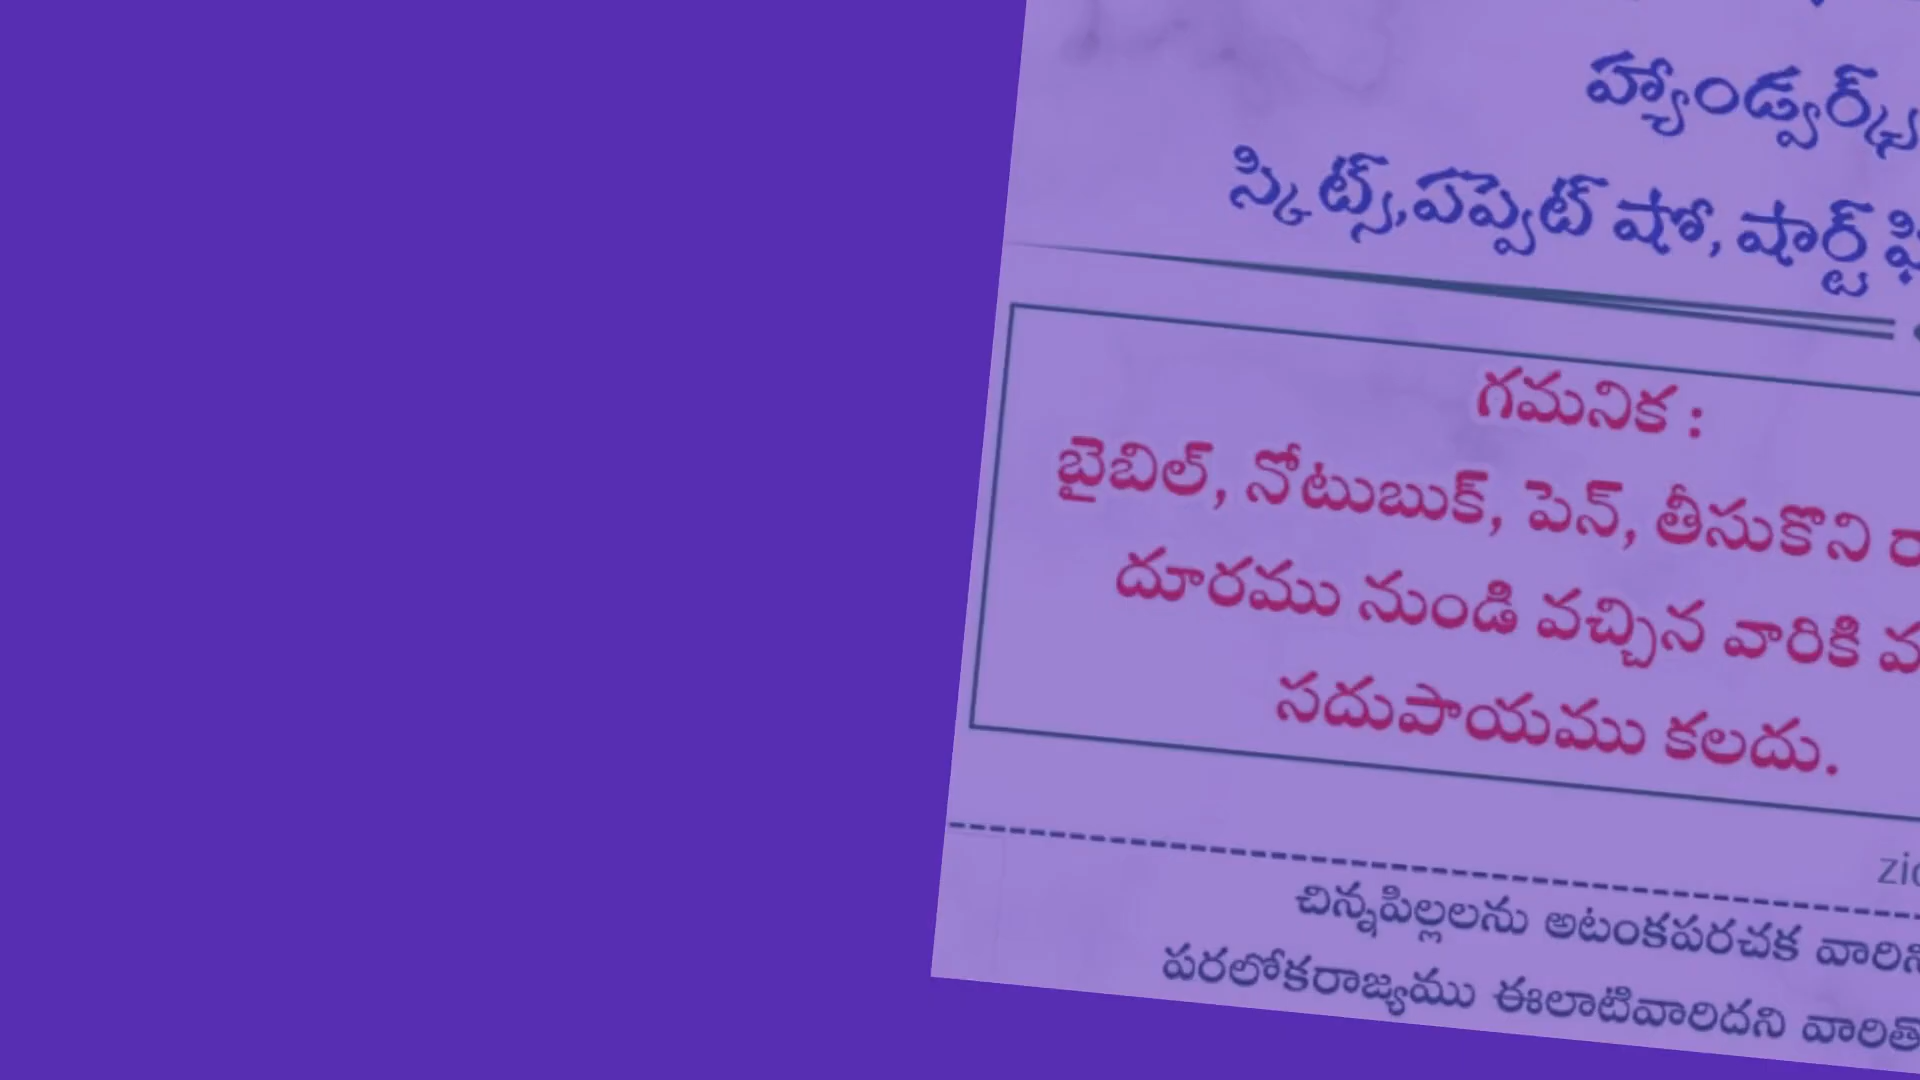 హ్యాండ్వర్క్స్
స్కిట్స్,పప్పెట్ షో, షార్ట్
గమనిక :
బైబిల్, నోటుబుక్, పెన్, తీసుకొని
దూరము నుండి వచ్చిన వారికి
సదుపాయము కలదు.
చిన్నపిల్లలను అటంకపరచక
పరలోకరాజ్యము ఈలాటివారిదని